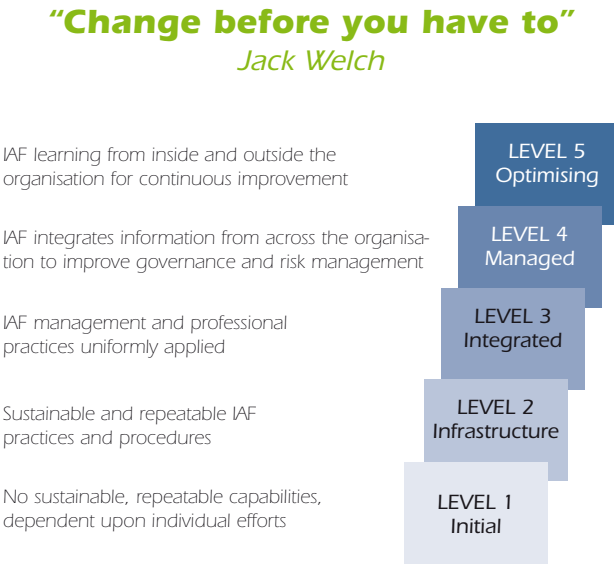 “Change before you have to”
Jack Welch
IAF learning from inside and outside the
organisation for continuous improvement
LEVEL 5
Optimising
IAF integrates information from across the organisa-
tion to improve governance and risk management
LEVEL 4
Managed
IAF management and professional
practices uniformly applied
LEVEL 3
Integrated
Sustainable and repeatable IAF
practices and procedures
LEVEL 2
Infrastructure
No sustainable, repeatable capabilities,
dependent upon individual efforts
LEVEL 1
Initial